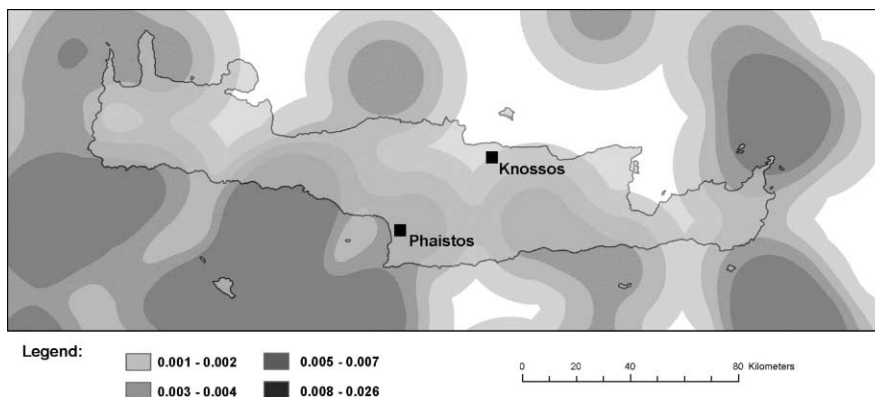 Knossos
Phaistos
Legend:
0.001 - 0.002
0.005 - 0.007
0.003 - 0.004
0.008 - 0.026
0 20 40 80 Kilometers